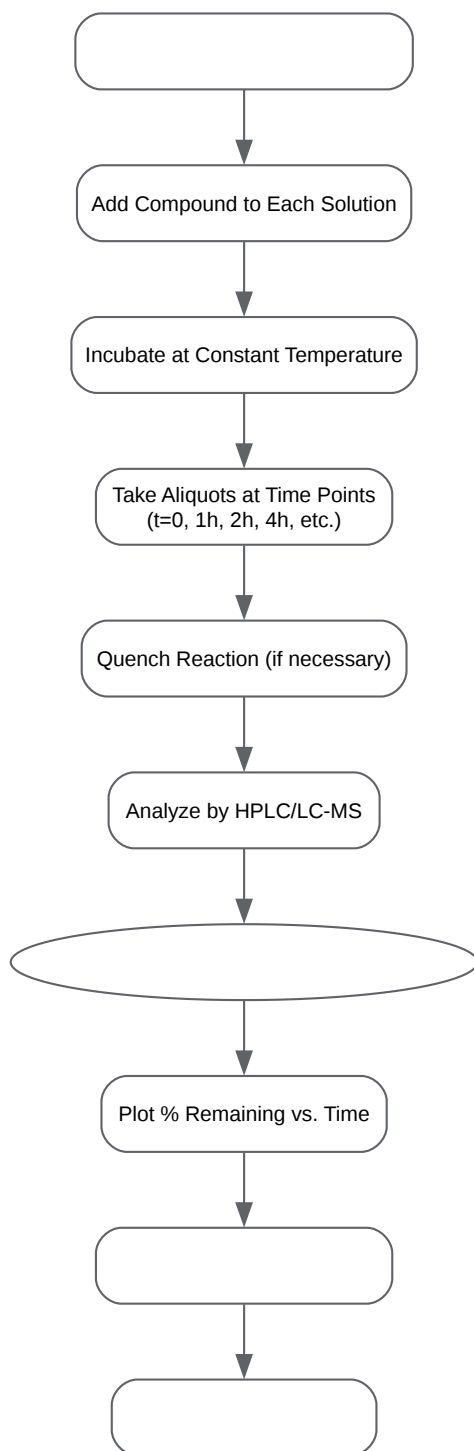 Add Compound to Each Solution
Incubate at Constant Temperature
Take Aliquots at Time Points
(t=0, 1h, 2h, 4h, etc.)
Quench Reaction (if necessary)
Analyze by HPLC/LC-MS
Plot % Remaining vs. Time